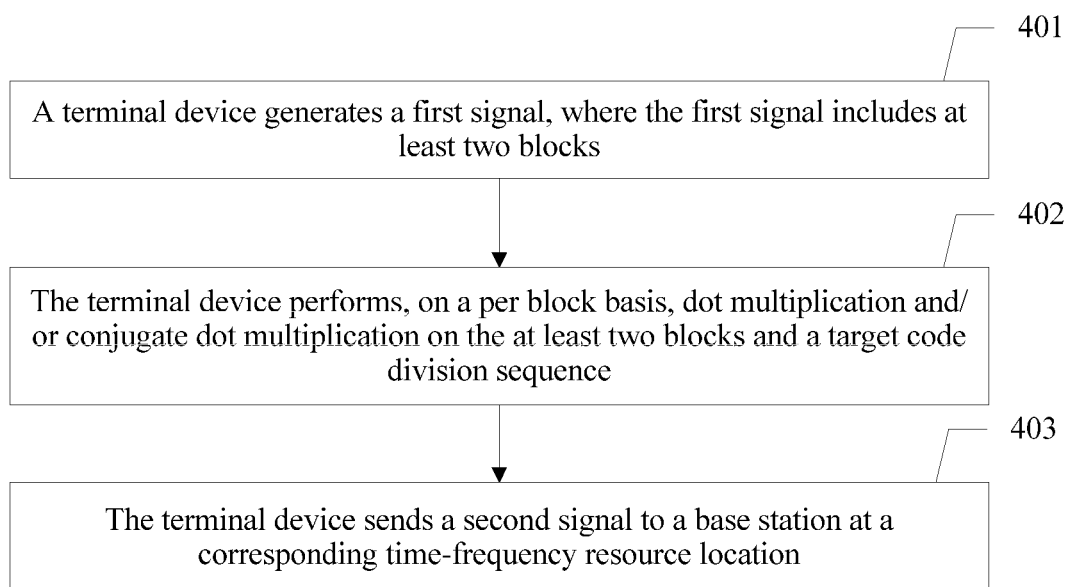 401
A terminal device generates a first signal, where the first signal includes at
least two blocks
402
The terminal device performs, on a per block basis, dot multiplication and/
or conjugate dot multiplication on the at least two blocks and a target code
division sequence
403
The terminal device sends a second signal to a base station at a
corresponding time-frequency resource location